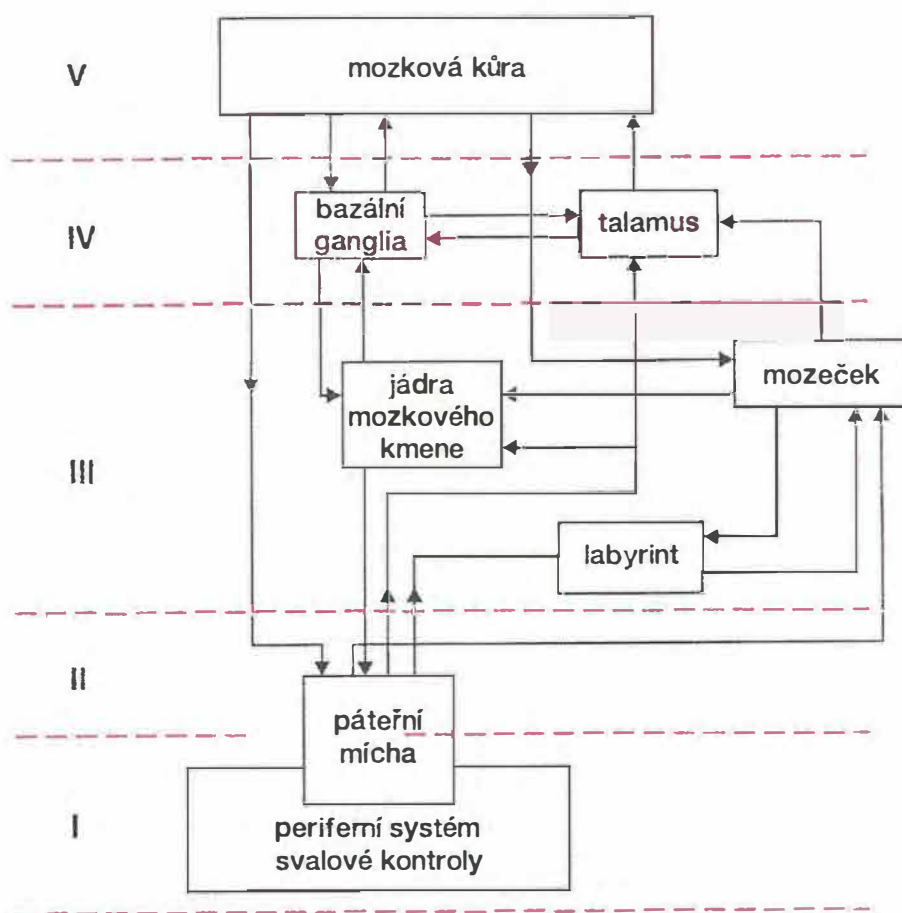 V
mozková kůra
IV
bazální
ganglia
talamus
III
jádra
mozkového
kmene
mozeček
labyrint
II
páteřní
mícha
I
periferní systém
svalové kontroly